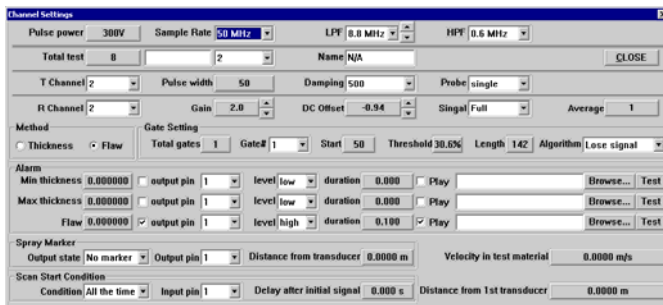 Channel Settings
Pulse power 300V Sample Rate 50 MHz LPF 8.0 MHz HPF 0.6 MHz
Total test 8 2 Name N/A CLOSE
T Channel 2 Pulse width 50 Damping 500 Probe single
R Channel 2 Gain 2.0 DC Offset -0.94 Singal Full Average 1
Method Gate Setting
Thickness Flaw Total gates 1 Gate# 1 Start 50 Threshold 30.6% Length 142 Algorithm Lose signal
Alarm
Min thickness 0.000000 output pin 1 level low duration 0.000 Play Browse... Test
Max thickness 0.000000 output pin 1 level low duration 0.000 Play Browse... Test
Flaw 0.000000 output pin 1 level high duration 0.100 Play Browse... Test
Spray Marker
Output state No marker Output pin 1 Distance from transducer 0.0000 m Velocity in test material 0.0000 m/s
Scan Start Condition
Condition All the time Input pin 1 Delay after initial signal 0.000 s Distance from 1st transducer 0.0000 m